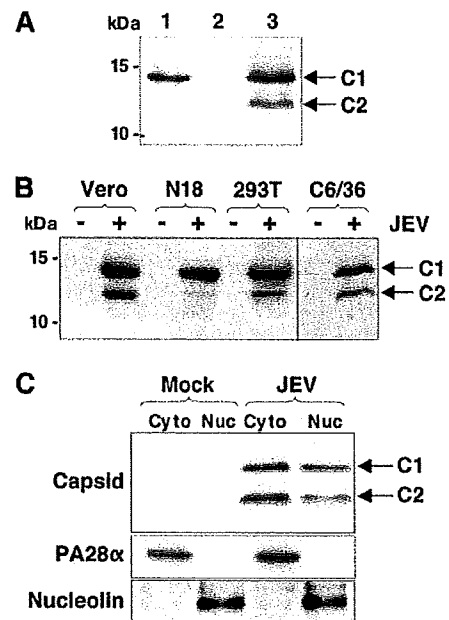 A
kDa 1 2 3
15 -
C1
C2
10 -
B
Vero N18 293T C6/36
kDa - + - + - + - + JEV
15 -
C1
C2
10 -
C
Mock JEV
Cyto Nuc Cyto Nuc
Capsid
C1
C2
PA28α
Nucleolin